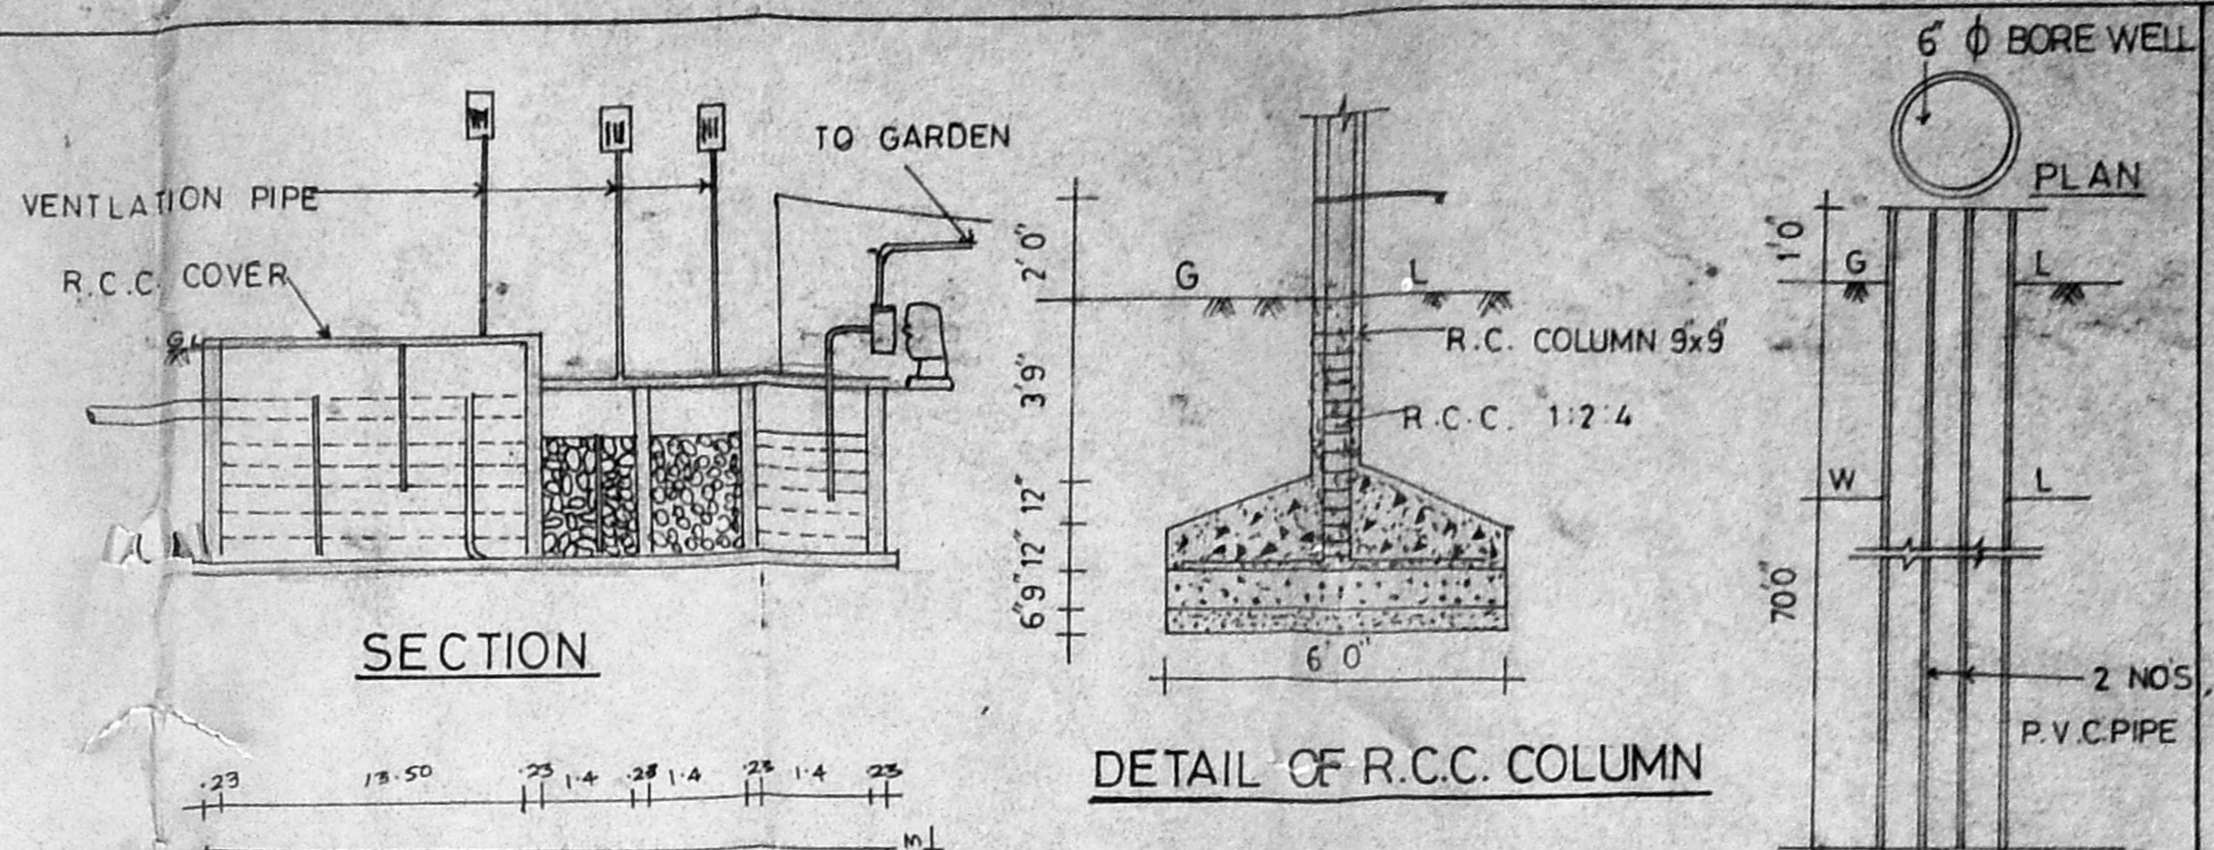 VENTLATION PIPE
R.C.C. COVER
TO GARDEN
G L
SECTION
.23 13.50 .23 1.4 .23 1.4 .23 1.4 .23
2' 0"
3' 9"
12"
12"
9"
6"
G L
R.C. COLUMN 9"x9"
R.C.C. 1:2:4
6' 0"
DETAIL OF R.C.C. COLUMN
6" ϕ BORE WELL
PLAN
1' 0"
G L
W L
70'0"
2 NOS,
P.V.C.PIPE